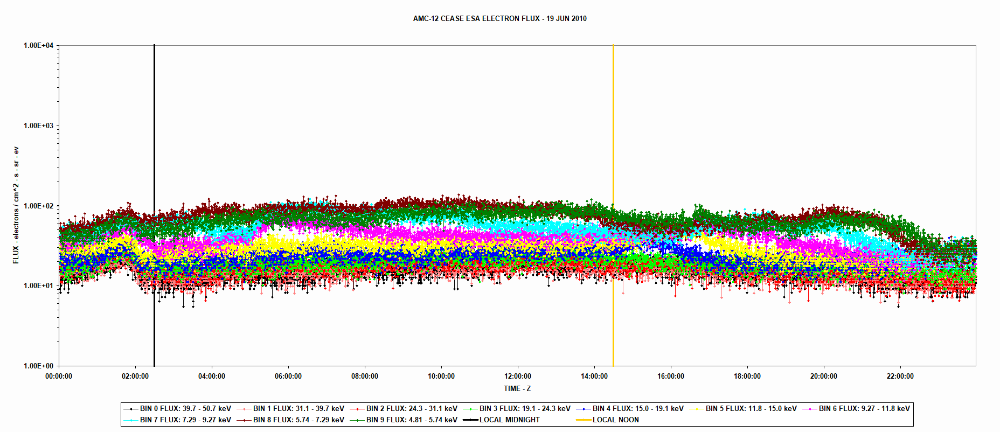 AMC-12 CEASE ESA ELECTRON FLUX - 19 JUN 2010
FLUX - electrons / cm^2 - s - sr - ev
1.00E+04
1.00E+03
1.00E+02
1.00E+01
1.00E+00
00:00:00 02:00:00 04:00:00 06:00:00 08:00:00 10:00:00 12:00:00 14:00:00 16:00:00 18:00:00 20:00:00 22:00:00
TIME - Z
BIN 0 FLUX: 39.7 - 50.7 keV BIN 1 FLUX: 31.1 - 39.7 keV BIN 2 FLUX: 24.3 - 31.1 keV BIN 3 FLUX: 19.1 - 24.3 keV BIN 4 FLUX: 15.0 - 19.1 keV BIN 5 FLUX: 11.8 - 15.0 keV BIN 6 FLUX: 9.27 - 11.8 keV
BIN 7 FLUX: 7.29 - 9.27 keV BIN 8 FLUX: 5.74 - 7.29 keV BIN 9 FLUX: 4.81 - 5.74 keV LOCAL MIDNIGHT LOCAL NOON